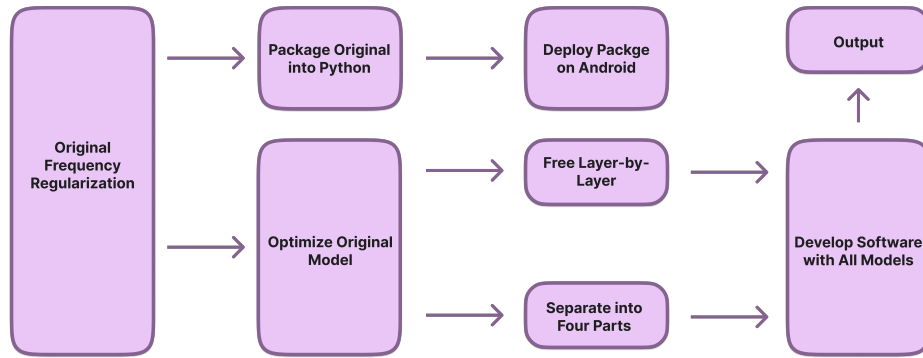 Original
Frequency
Regularization
Package Original
into Python
Deploy Packge
on Android
Optimize Original
Model
Free Layer-by-
Layer
Separate into
Four Parts
Develop Software
with All Models
Output